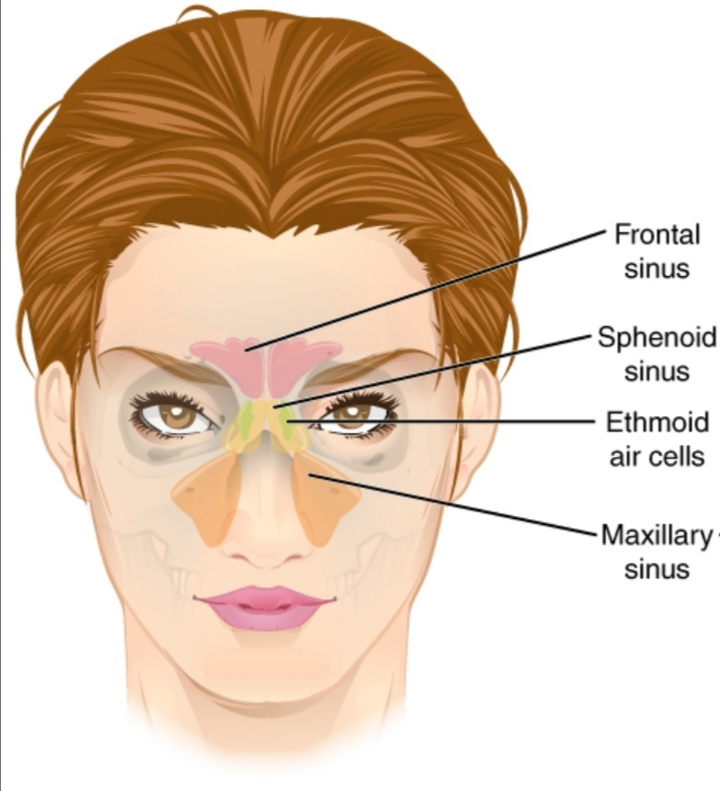 Frontal
sinus
Sphenoid
sinus
Ethmoid
air cells
Maxillary
sinus